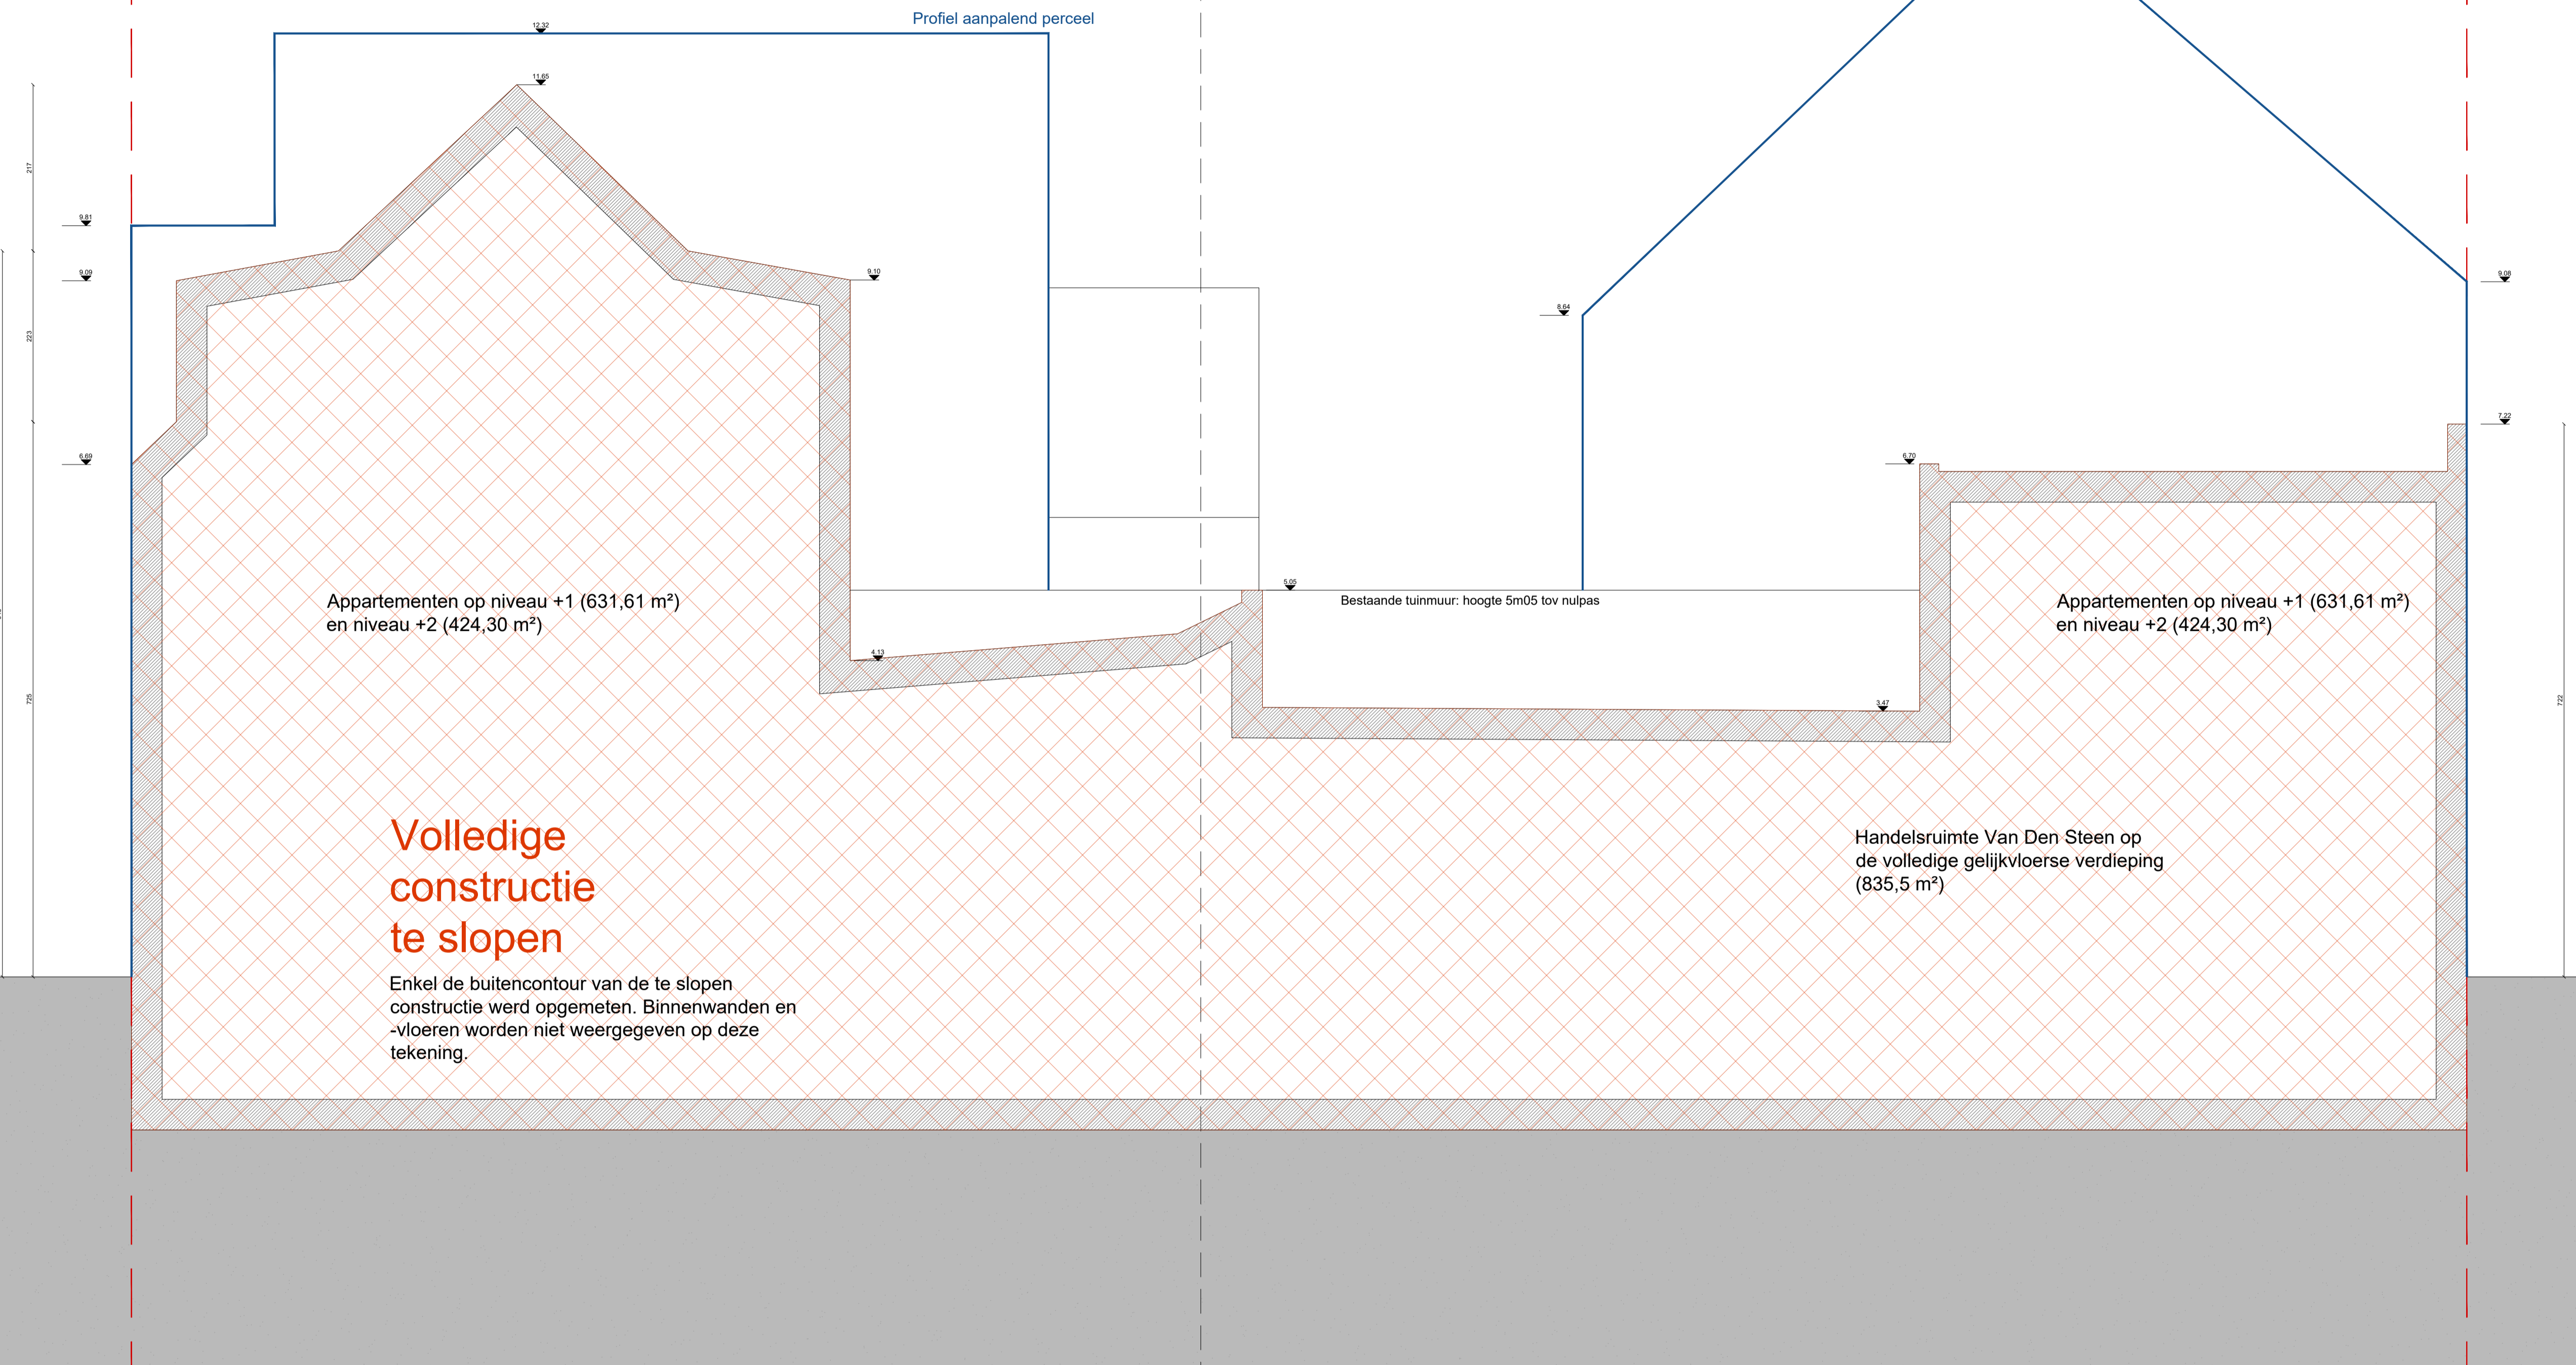 Profiel aanpalend perceel
12.32
11.65
217
9.81
9.09
9.10
9.08
8.64
223
7.22
6.69
6.70
5.05
Bestaande tuinmuur: hoogte 5m05 tov nulpas
Appartementen op niveau +1 (631,61 m²)
en niveau +2 (424,30 m²)
Appartementen op niveau +1 (631,61 m²)
en niveau +2 (424,30 m²)
4.13
3.47
725
722
Volledige
constructie
te slopen
Handelsruimte Van Den Steen op
de volledige gelijkvloerse verdieping
(835,5 m²)
Enkel de buitencontour van de te slopen
constructie werd opgemeten. Binnenwanden en
-vloeren worden niet weergegeven op deze
tekening.